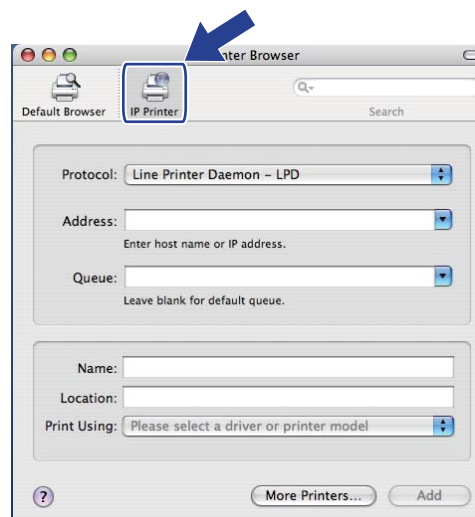 nter Browser
Default Browser
IP Printer
Search
Protocol: Line Printer Daemon – LPD
Address:
Enter host name or IP address.
Queue:
Leave blank for default queue.
Name:
Location:
Print Using: Please select a driver or printer model
? More Printers... Add